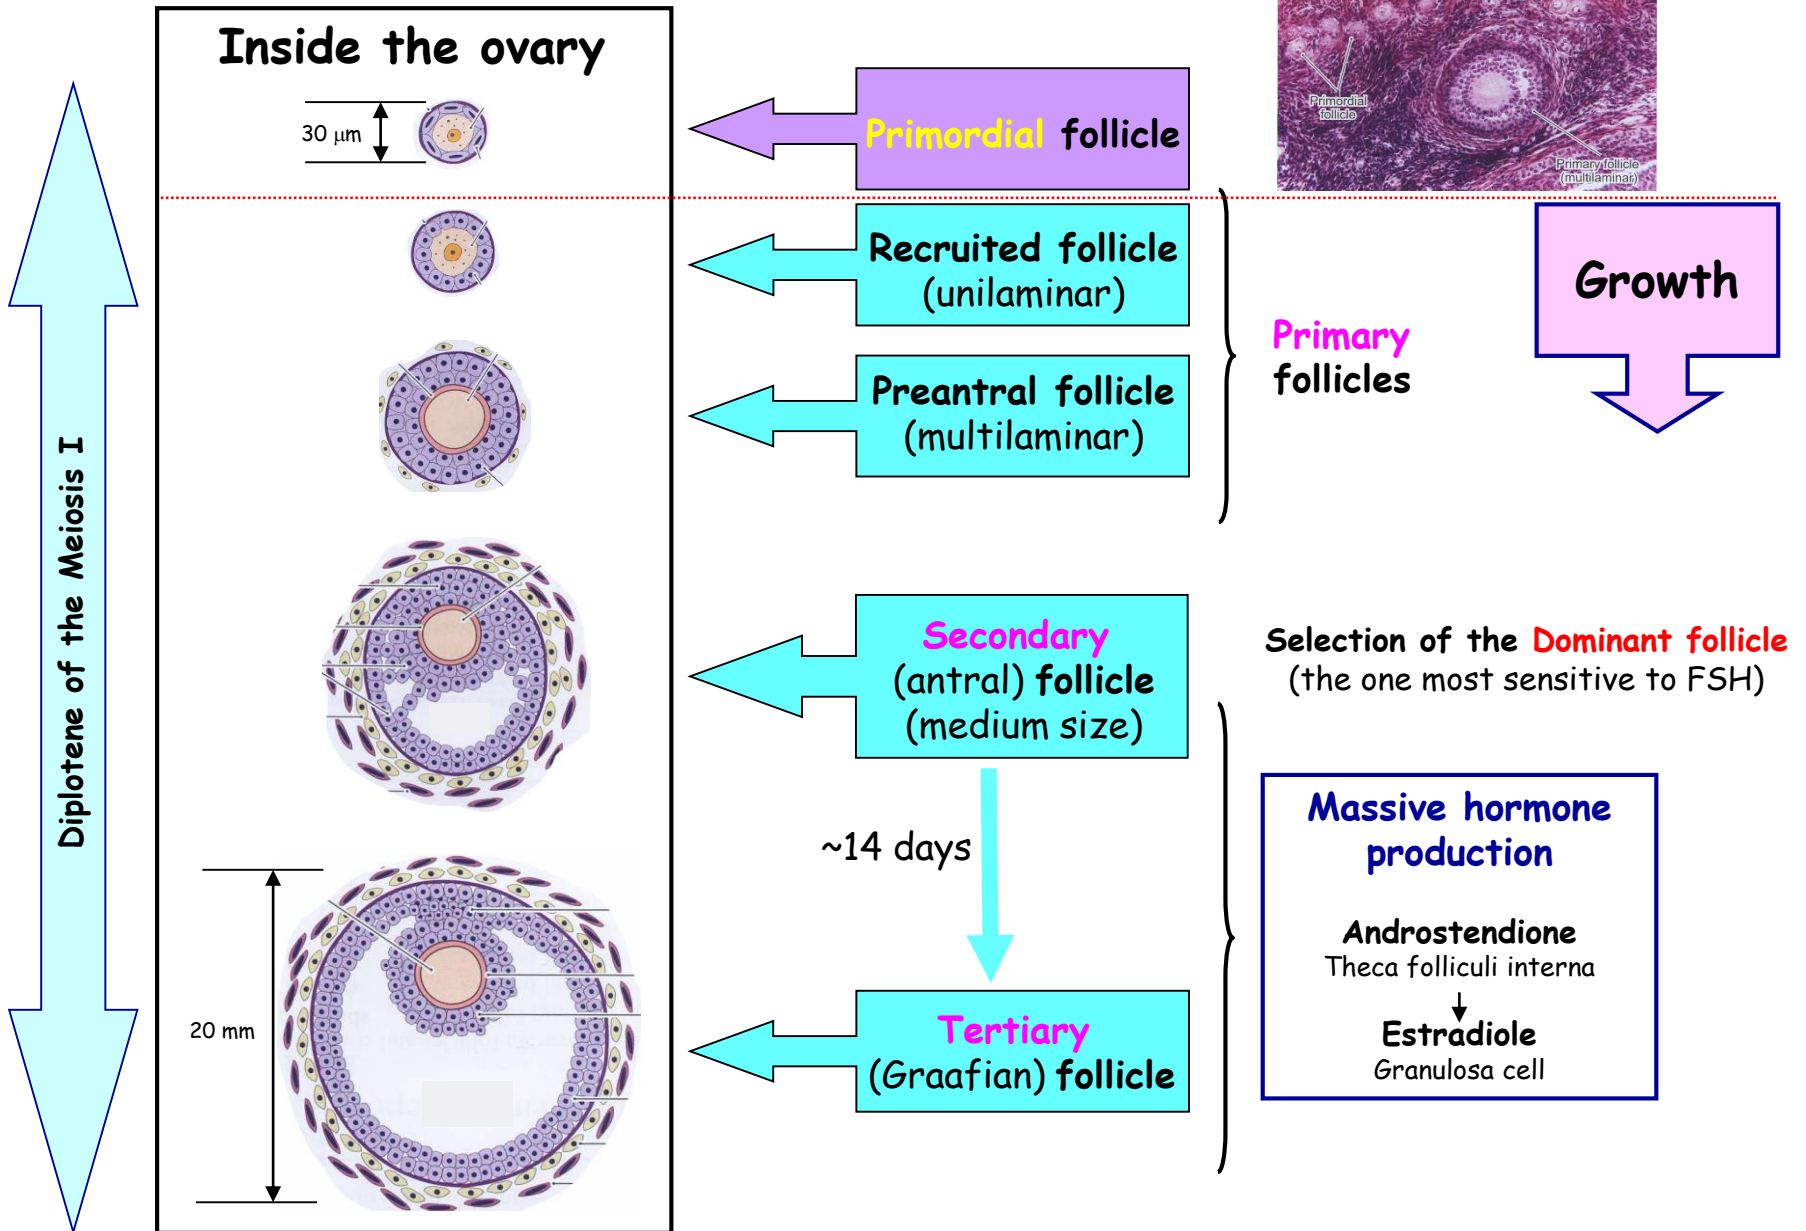 Inside the ovary
30 μm
Primordial follicle
Primordial
follicle
Primary follicle
(multilaminar)
Recruited follicle
(unilaminar)
Growth
Primary
follicles
Preantral follicle
(multilaminar)
Diplotene of the Meiosis I
Secondary
(antral) follicle
(medium size)
Selection of the Dominant follicle
(the one most sensitive to FSH)
~14 days
Massive hormone
production
Androstendione
Theca folliculi interna
Estradiole
Granulosa cell
20 mm
Tertiary
(Graafian) follicle